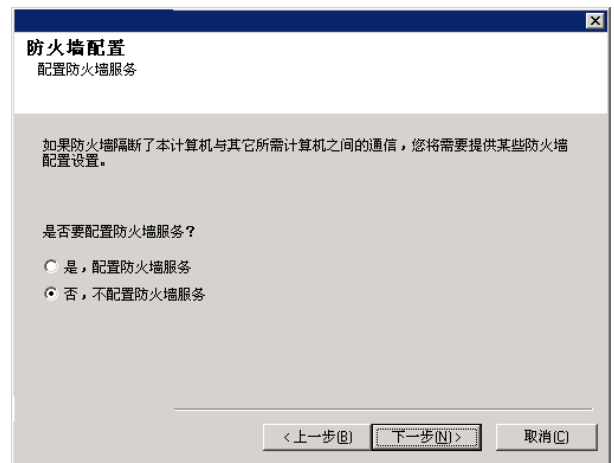 防火墙配置
配置防火墙服务
如果防火墙隔断了本计算机与其它所需计算机之间的通信，您将需要提供某些防火墙
配置设置。
是否要配置防火墙服务？
是，配置防火墙服务
否，不配置防火墙服务
<上一步(B) 下一步(N)> 取消(C)